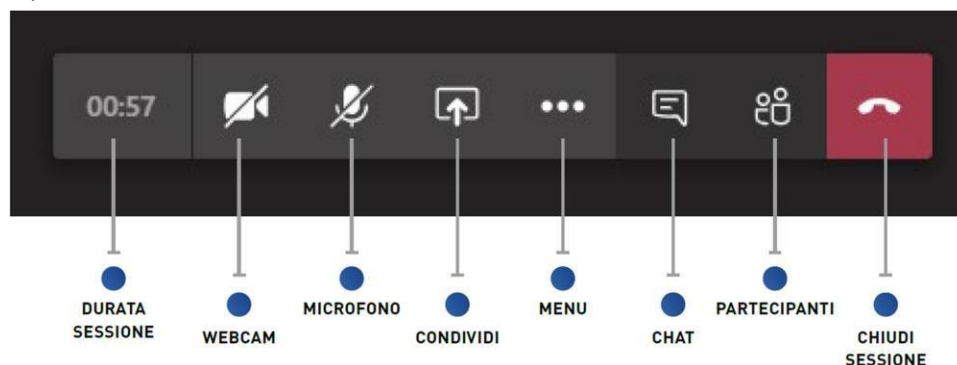 00:57
DURATA
SESSIONE
WEBCAM
MICROFONO
CONDIVIDI
MENU
CHAT
PARTECIPANTI
CHIUDI
SESSIONE